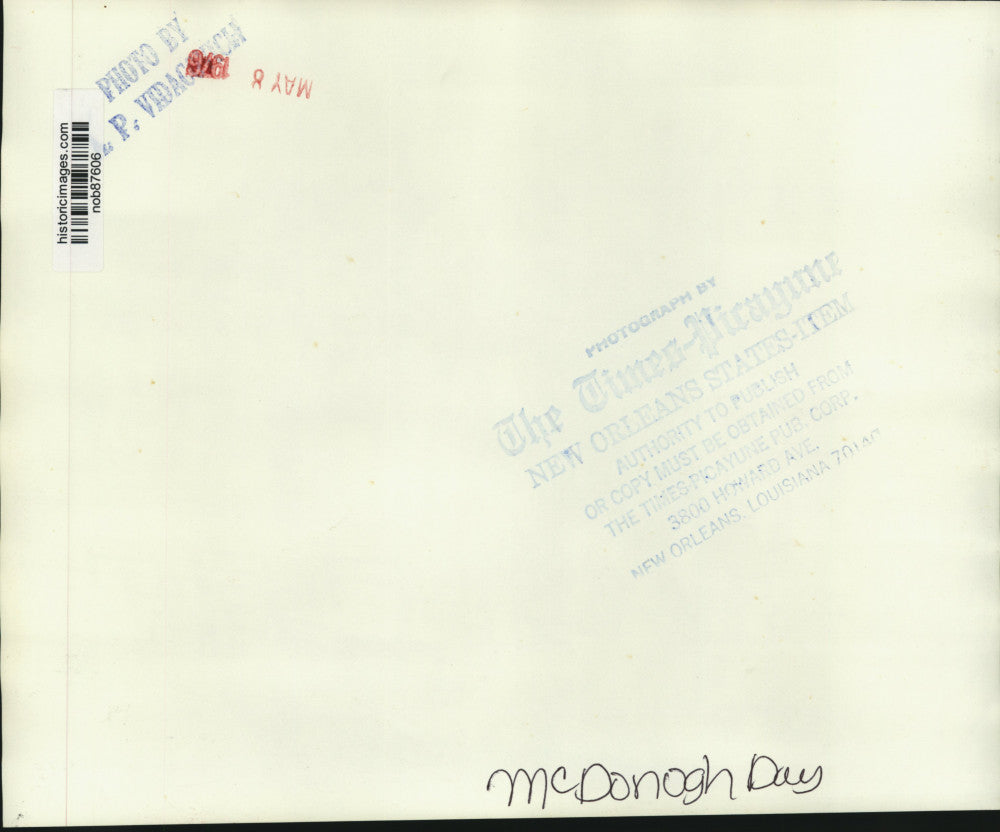 PHOTO BY
P. VIDACOVICH
MAY 8 1976
historicimages.com
nob87606
PHOTOGRAPH BY
The Times-Picayune
NEW ORLEANS STATES-ITEM
AUTHORITY TO PUBLISH
OR COPY MUST BE OBTAINED FROM
THE TIMES-PICAYUNE PUB. CORP.
3800 HOWARD AVE.
NEW ORLEANS, LOUISIANA 70140
McDonogh Day